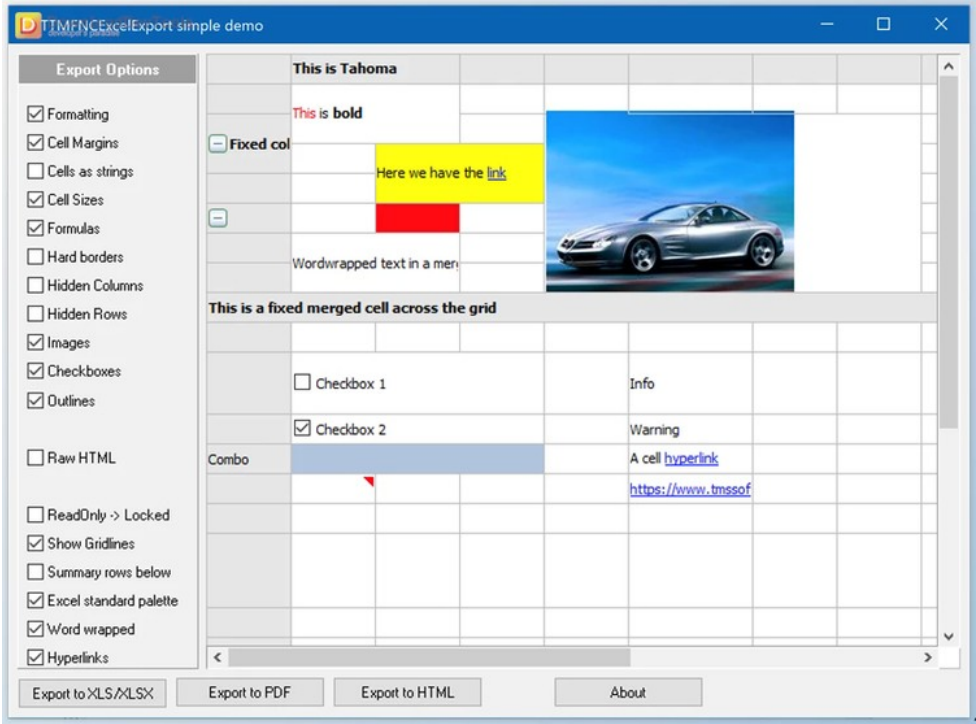 TTMFNCExcelExport simple demo
Export Options
Formatting
Cell Margins
Cells as strings
Cell Sizes
Formulas
Hard borders
Hidden Columns
Hidden Rows
Images
Checkboxes
Outlines
Raw HTML
ReadOnly -> Locked
Show Gridlines
Summary rows below
Excel standard palette
Word wrapped
Hyperlinks
This is Tahoma
This is bold
Fixed col
Here we have the link
Wordwrapped text in a mer
This is a fixed merged cell across the grid
Checkbox 1
Info
Checkbox 2
Warning
Combo
A cell hyperlink
https://www.tmssof
Export to XLS/XLSX
Export to PDF
Export to HTML
About